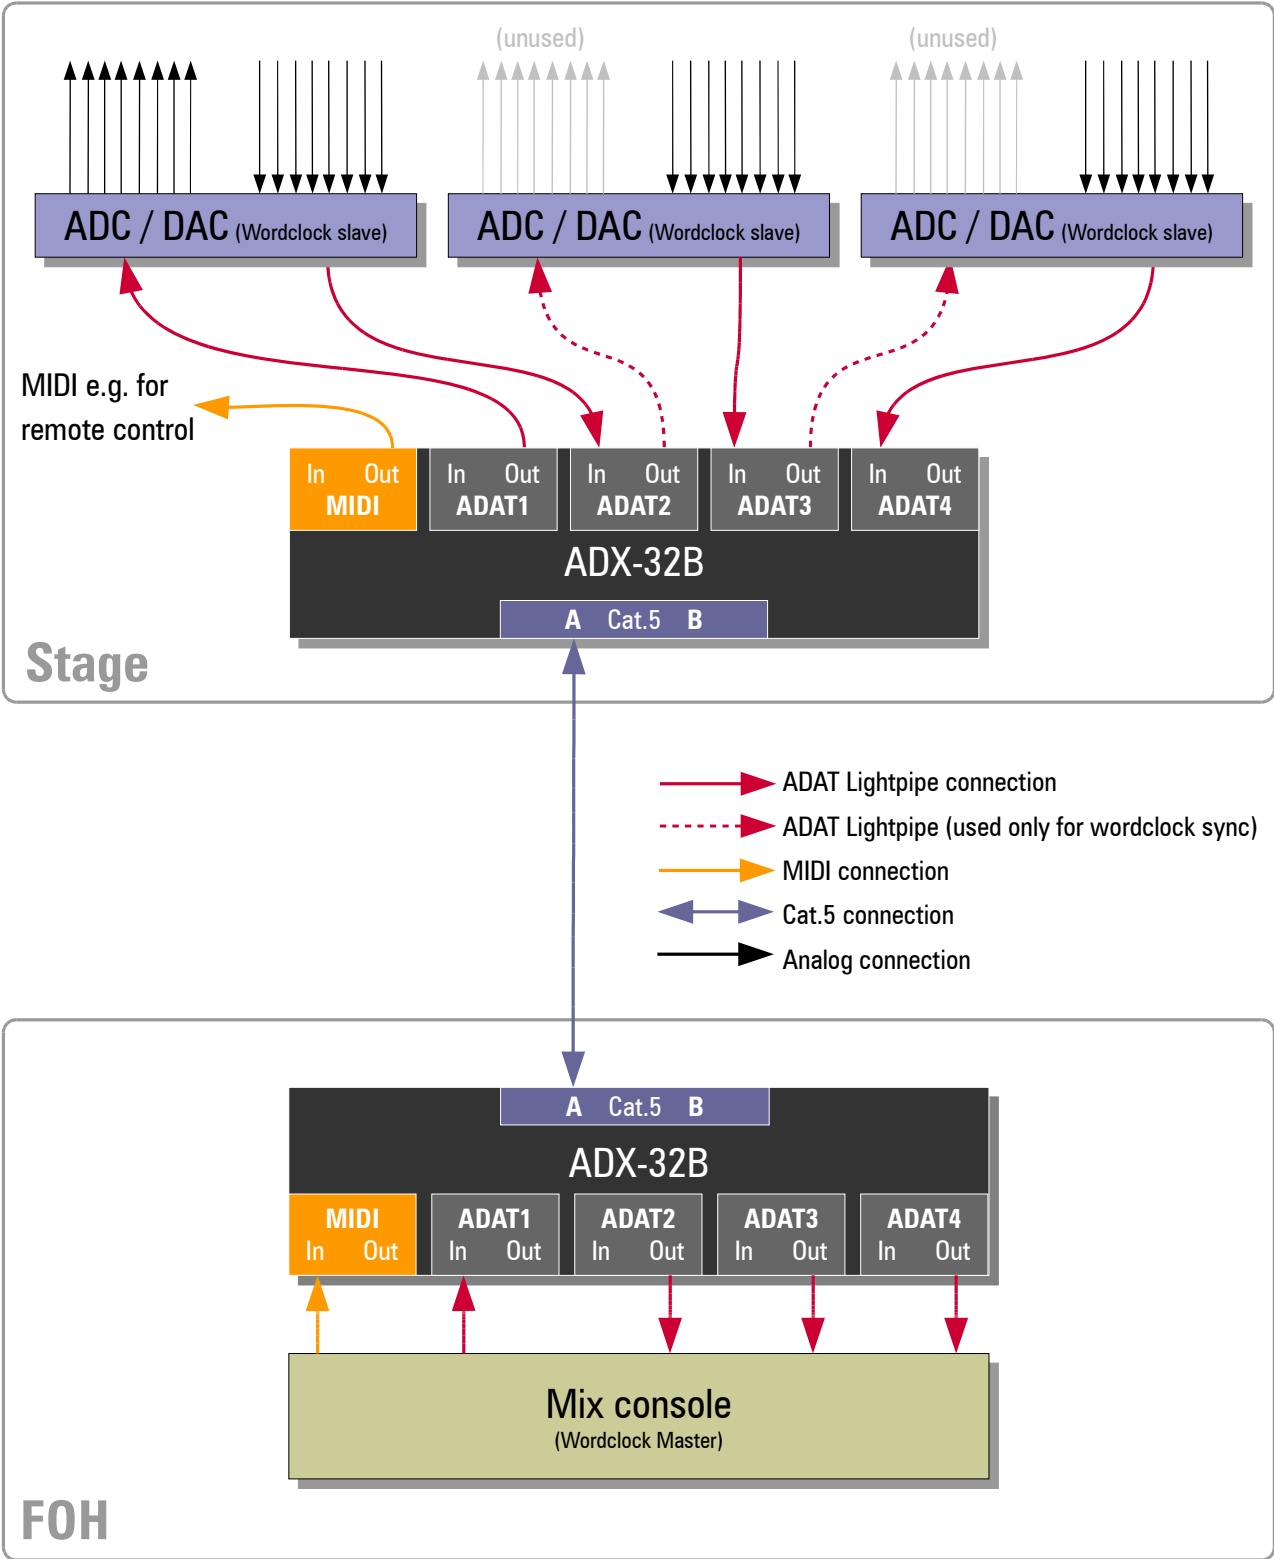 (unused)
(unused)
ADC / DAC (Wordclock slave)
ADC / DAC (Wordclock slave)
ADC / DAC (Wordclock slave)
MIDI e.g. for
remote control
In Out
MIDI
In Out
ADAT1
In Out
ADAT2
In Out
ADAT3
In Out
ADAT4
ADX-32B
A Cat.5 B
Stage
ADAT Lightpipe connection
ADAT Lightpipe (used only for wordclock sync)
MIDI connection
Cat.5 connection
Analog connection
A Cat.5 B
ADX-32B
MIDI
In Out
ADAT1
In Out
ADAT2
In Out
ADAT3
In Out
ADAT4
In Out
Mix console
(Wordclock Master)
FOH